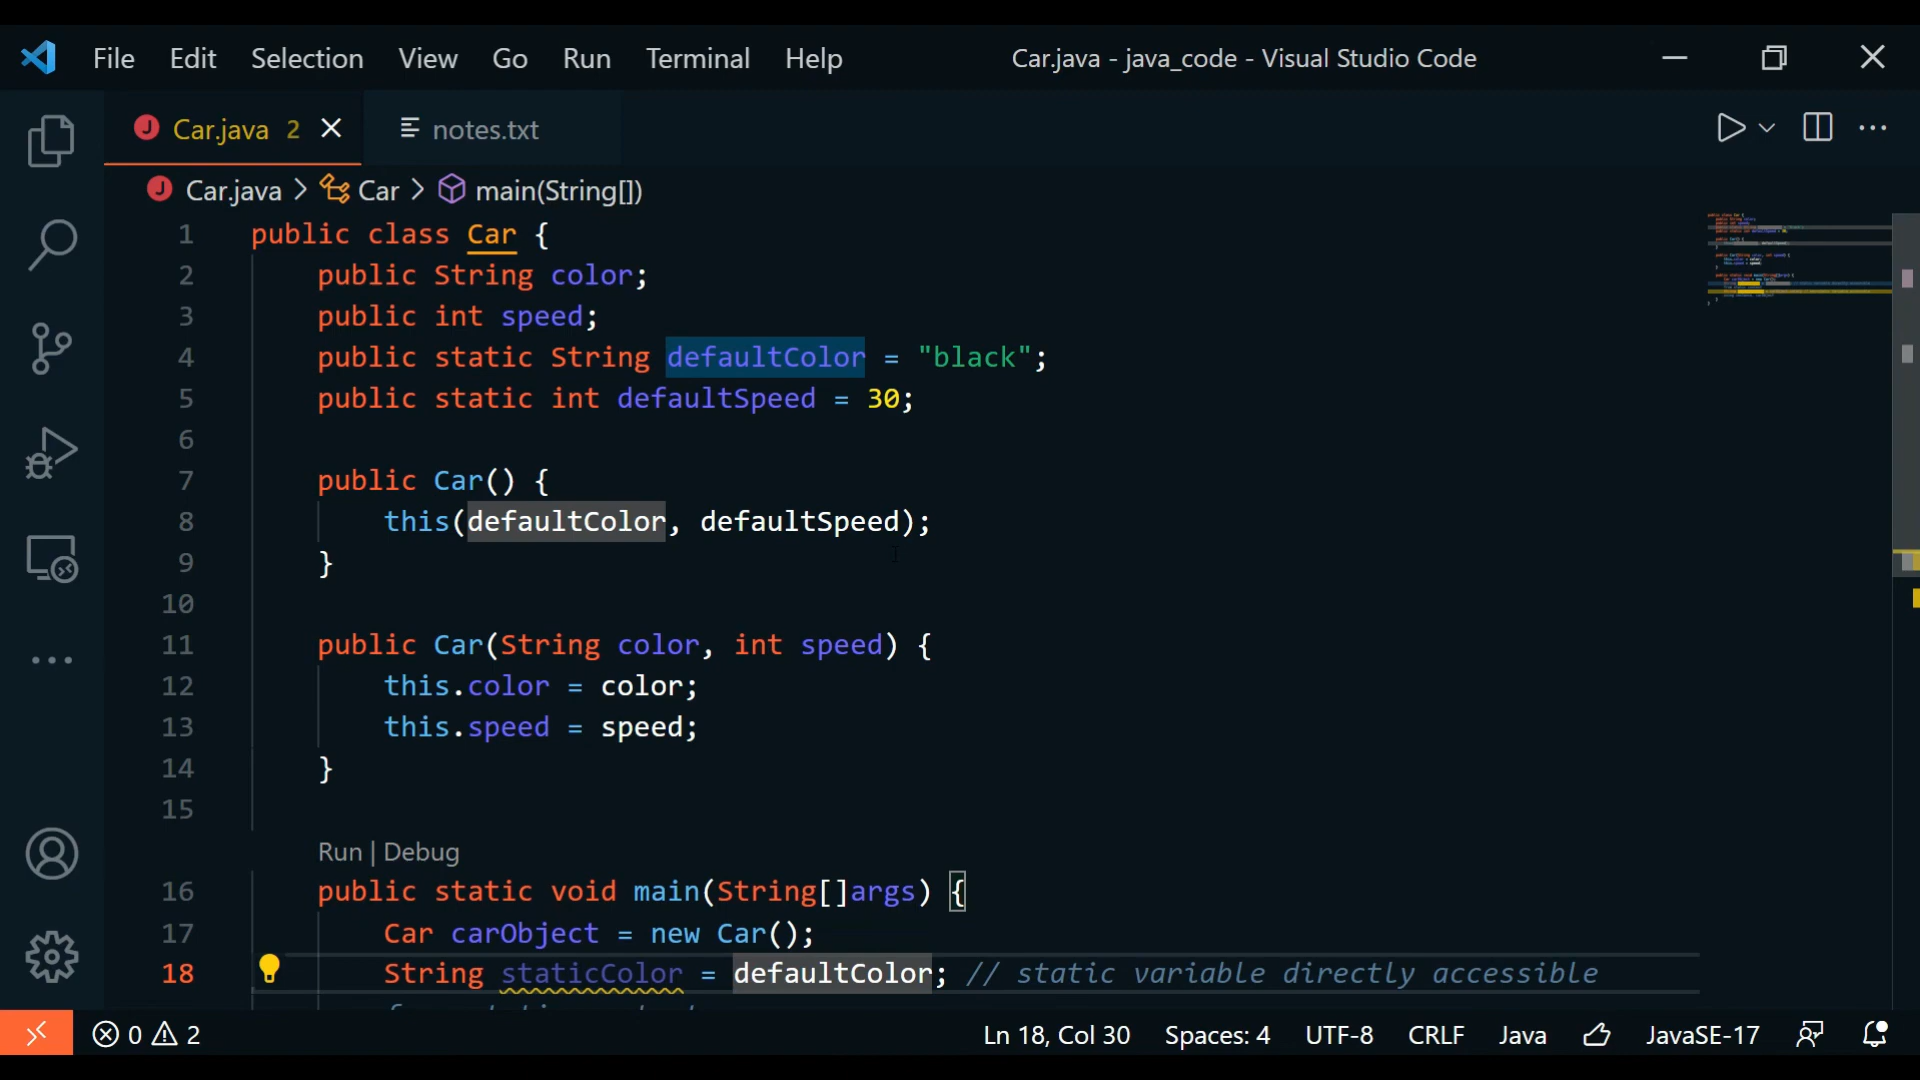 File Edit Selection View Go Run Terminal Help Car.java - java_code - Visual Studio Code
J Car.java 2 notes.txt
J Car.java > Car > main(String[])
1 public class Car {
2 public String color;
3 public int speed;
4 public static String defaultColor = "black";
5 public static int defaultSpeed = 30;
6
7 public Car() {
8 this(defaultColor, defaultSpeed);
9 }
10
11 public Car(String color, int speed) {
12 this.color = color;
13 this.speed = speed;
14 }
15
Run | Debug
16 public static void main(String[]args) {
17 Car carObject = new Car();
18 String staticColor = defaultColor; // static variable directly accessible
0 2 Ln 18, Col 30 Spaces: 4 UTF-8 CRLF Java JavaSE-17